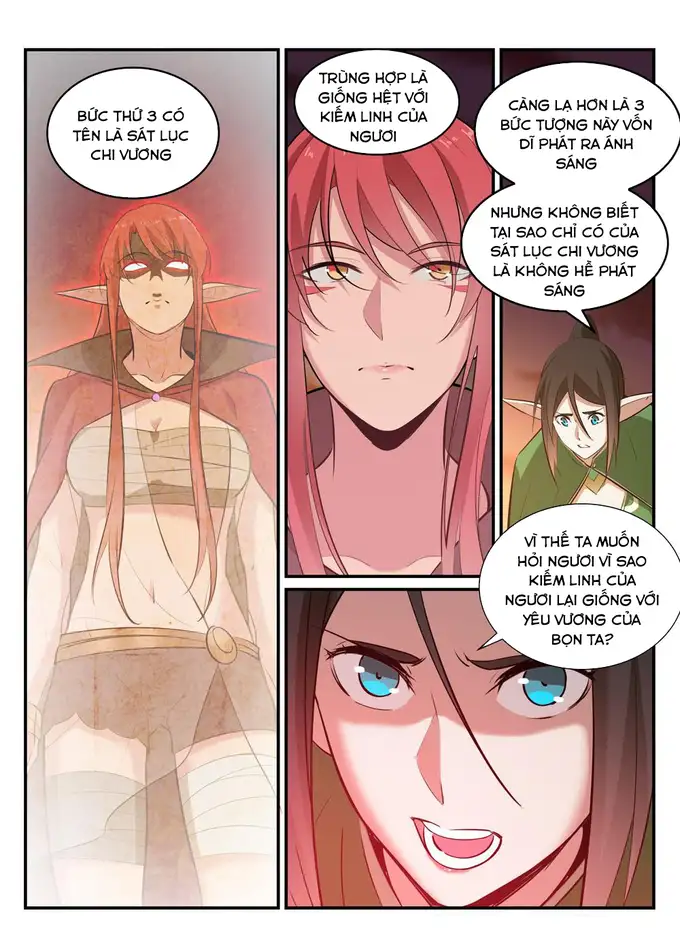 BỨC THỨ 3 CÓ
TÊN LÀ SÁT LỤC
CHI VƯƠNG
TRÙNG HỢP LÀ
GIỐNG HỆT VỚI
KIẾM LINH CỦA
NGƯƠI
CÀNG LẠ HƠN LÀ 3
BỨC TƯỢNG NÀY VỐN
DĨ PHÁT RA ÁNH
SÁNG
NHƯNG KHÔNG BIẾT
TẠI SAO CHỈ CÓ CỦA
SÁT LỤC CHI VƯƠNG
LÀ KHÔNG HỀ PHÁT
SÁNG
VÌ THẾ TA MUỐN
HỎI NGƯƠI VÌ SAO
KIẾM LINH CỦA
NGƯƠI LẠI GIỐNG VỚI
YÊU VƯƠNG CỦA
BỌN TA?